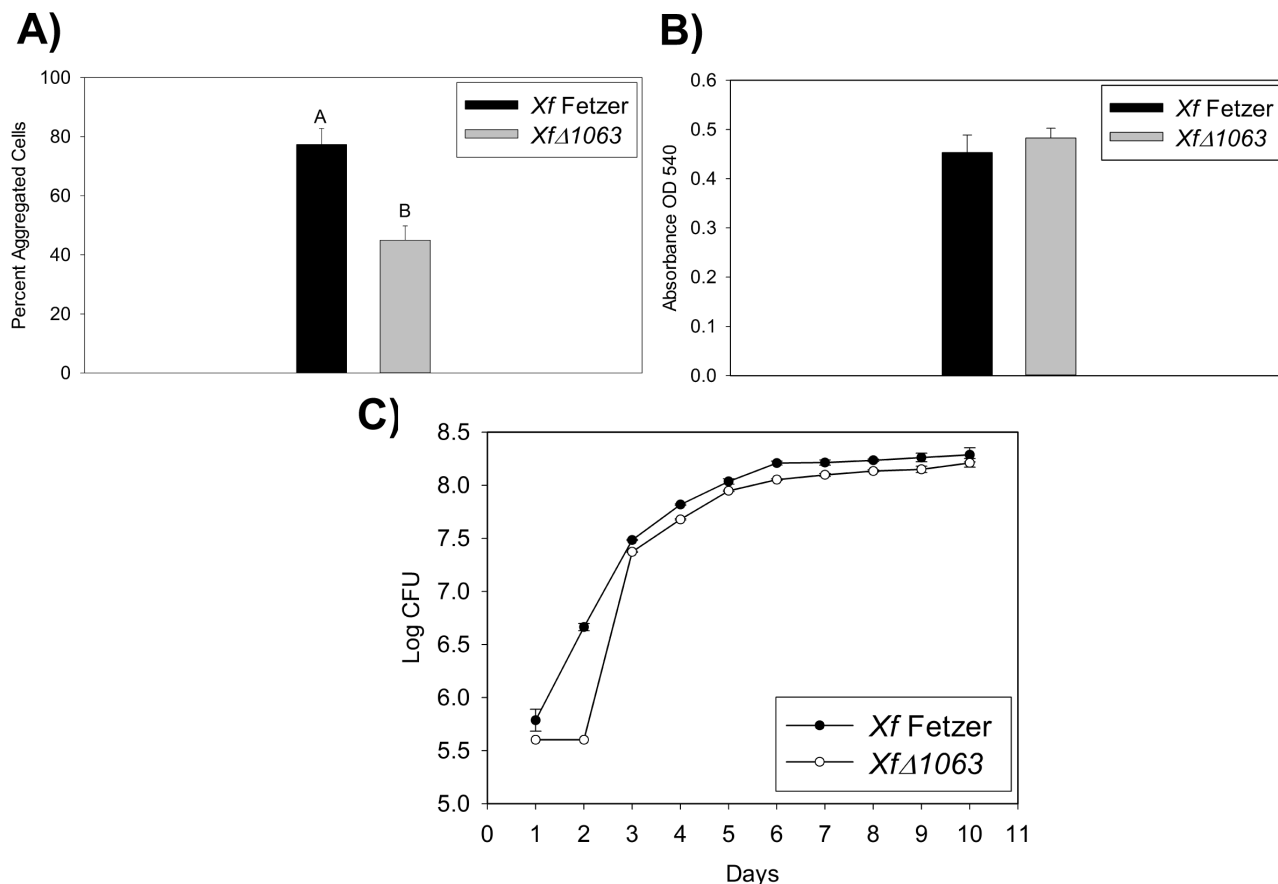 A)
Percent Aggregated Cells
100
80
60
40
20
0
A
B
Xf Fetzer
XfΔ1063
B)
Absorbance OD 540
0.6
0.5
0.4
0.3
0.2
0.1
0.0
Xf Fetzer
XfΔ1063
C)
Log CFU
8.5
8.0
7.5
7.0
6.5
6.0
5.5
5.0
Xf Fetzer
XfΔ1063
0 1 2 3 4 5 6 7 8 9 10 11
Days